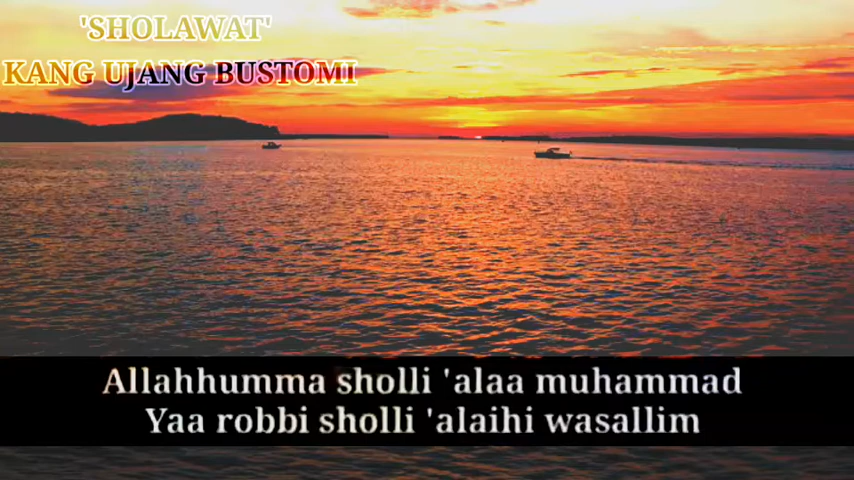 'SHOLAWAT'
KANG UJANG BUSTOMI
Allahhumma sholli 'alaa muhammad
Yaa robbi sholli 'alaihi wasallim